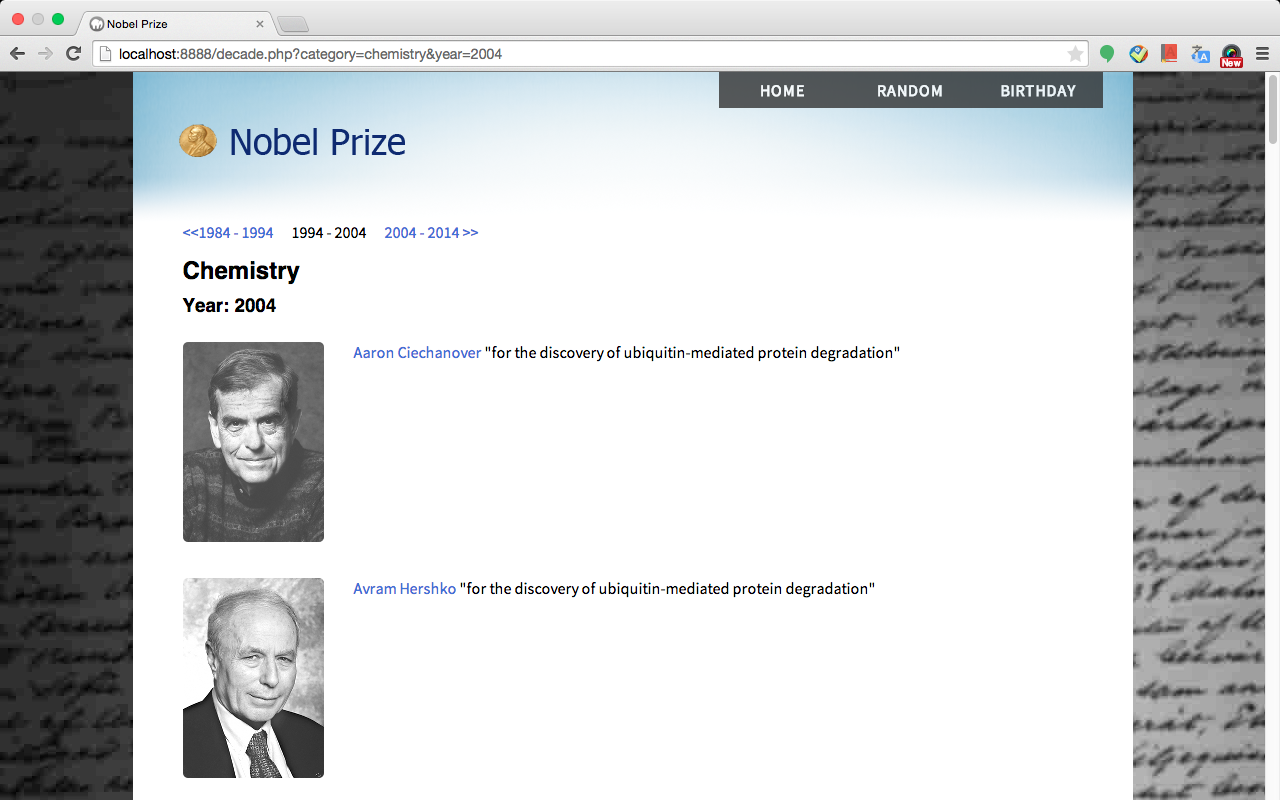 Nobel Prize
localhost:8888/decade.php?category=chemistry&year=2004
New
HOME RANDOM BIRTHDAY
Nobel Prize
<<1984 - 1994 1994 - 2004 2004 - 2014 >>
Chemistry
Year: 2004
Aaron Ciechanover "for the discovery of ubiquitin-mediated protein degradation"
Avram Hershko "for the discovery of ubiquitin-mediated protein degradation"